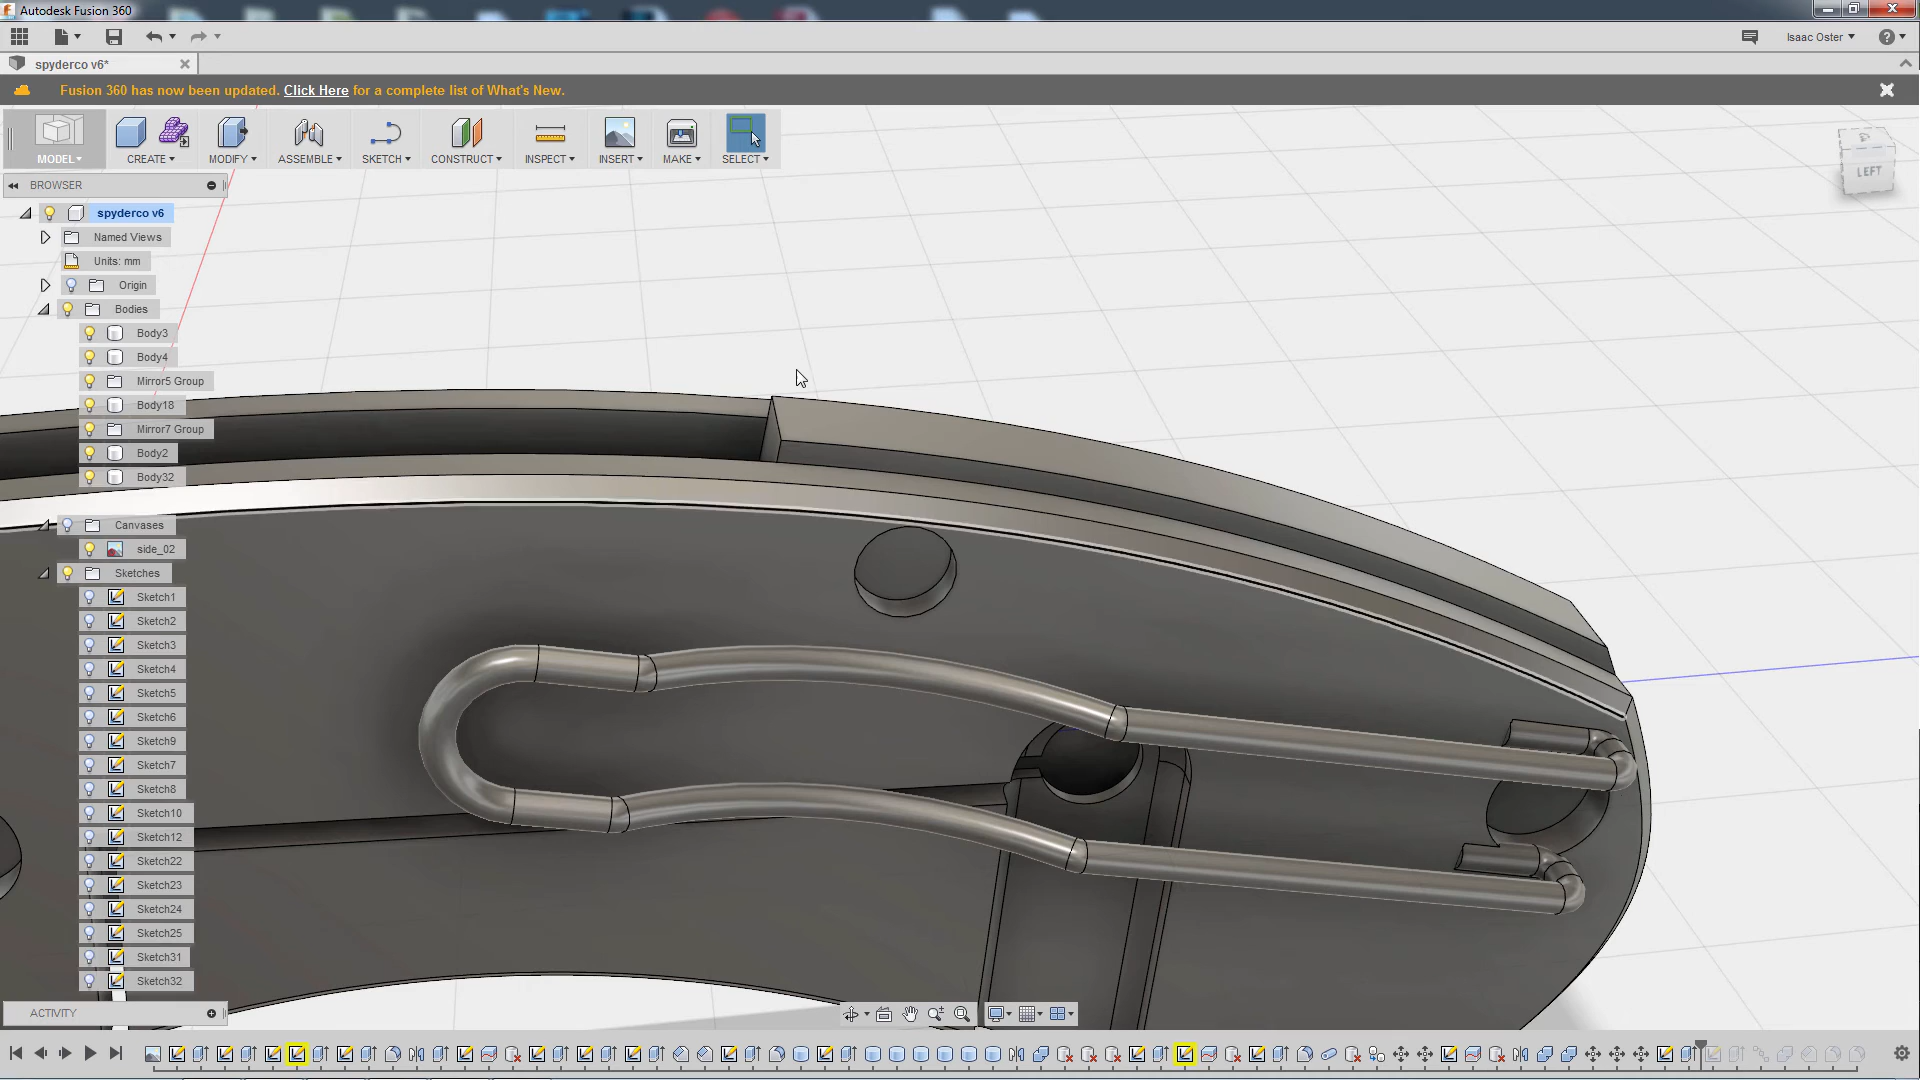 Autodesk Fusion 360
Isaac Oster
spyderco v6*
Fusion 360 has now been updated. Click Here for a complete list of What's New.
MODEL
CREATE
MODIFY
ASSEMBLE
SKETCH
CONSTRUCT
INSPECT
INSERT
MAKE
SELECT
LEFT
BROWSER
spyderco v6
Named Views
Units: mm
Origin
Bodies
Body3
Body4
Mirror5 Group
Body18
Mirror7 Group
Body2
Body32
Canvases
side_02
Sketches
Sketch1
Sketch2
Sketch3
Sketch4
Sketch5
Sketch6
Sketch9
Sketch7
Sketch8
Sketch10
Sketch12
Sketch22
Sketch23
Sketch24
Sketch25
Sketch31
Sketch32
ACTIVITY